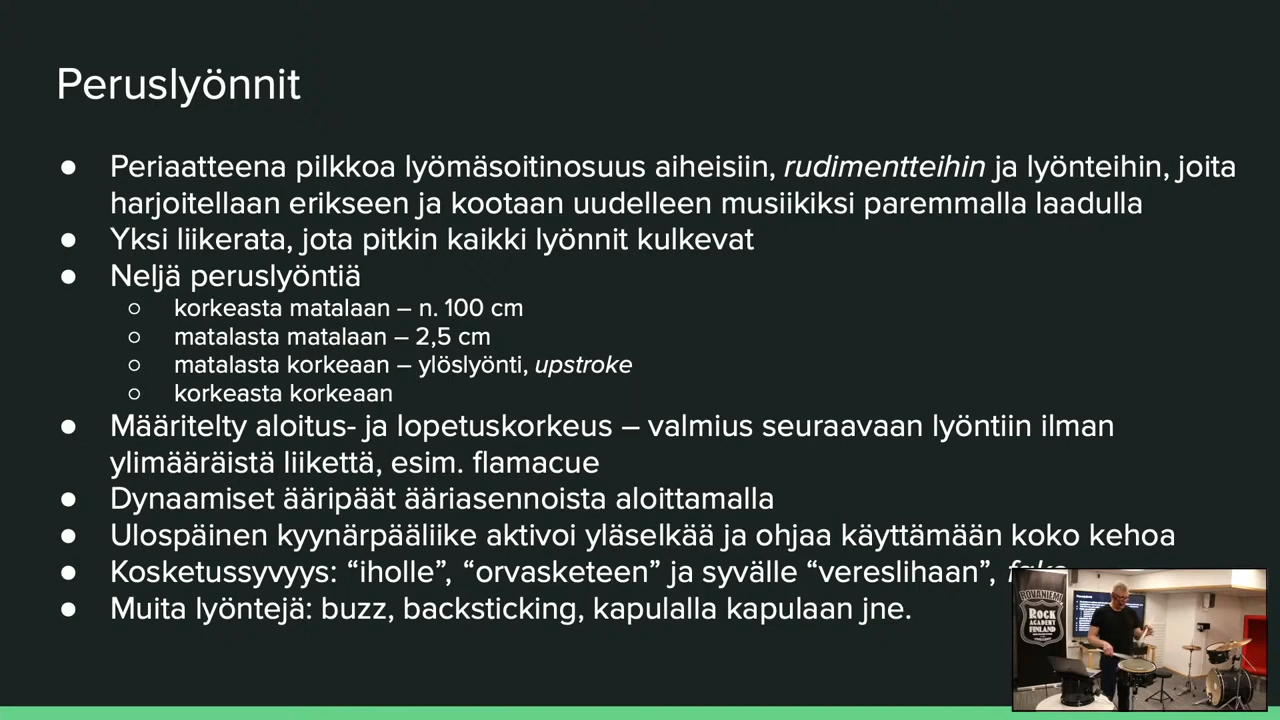 Peruslyönnit
● Periaatteena pilkkoa lyömäsoitinosuus aiheisiin, rudimentteihin ja lyönteihin, joita
harjoitellaan erikseen ja kootaan uudelleen musiikiksi paremmalla laadulla
● Yksi liikerata, jota pitkin kaikki lyönnit kulkevat
● Neljä peruslyöntiä
○ korkeasta matalaan – n. 100 cm
○ matalasta matalaan – 2,5 cm
○ matalasta korkeaan – ylöslyönti, upstroke
○ korkeasta korkeaan
● Määritelty aloitus- ja lopetuskorkeus – valmius seuraavaan lyöntiin ilman
ylimääräistä liikettä, esim. flamacue
● Dynaamiset ääripäät ääriasennoista aloittamalla
● Ulospäinen kyynärpääliike aktivoi yläselkää ja ohjaa käyttämään koko kehoa
● Kosketussyvyys: “iholle”, “orvasketeen” ja syvälle “vereslihaan”,
● Muita lyöntejä: buzz, backsticking, kapulalla kapulaan jne.
ROVANIEMI
ROCK
ACADEMY
FINLAND